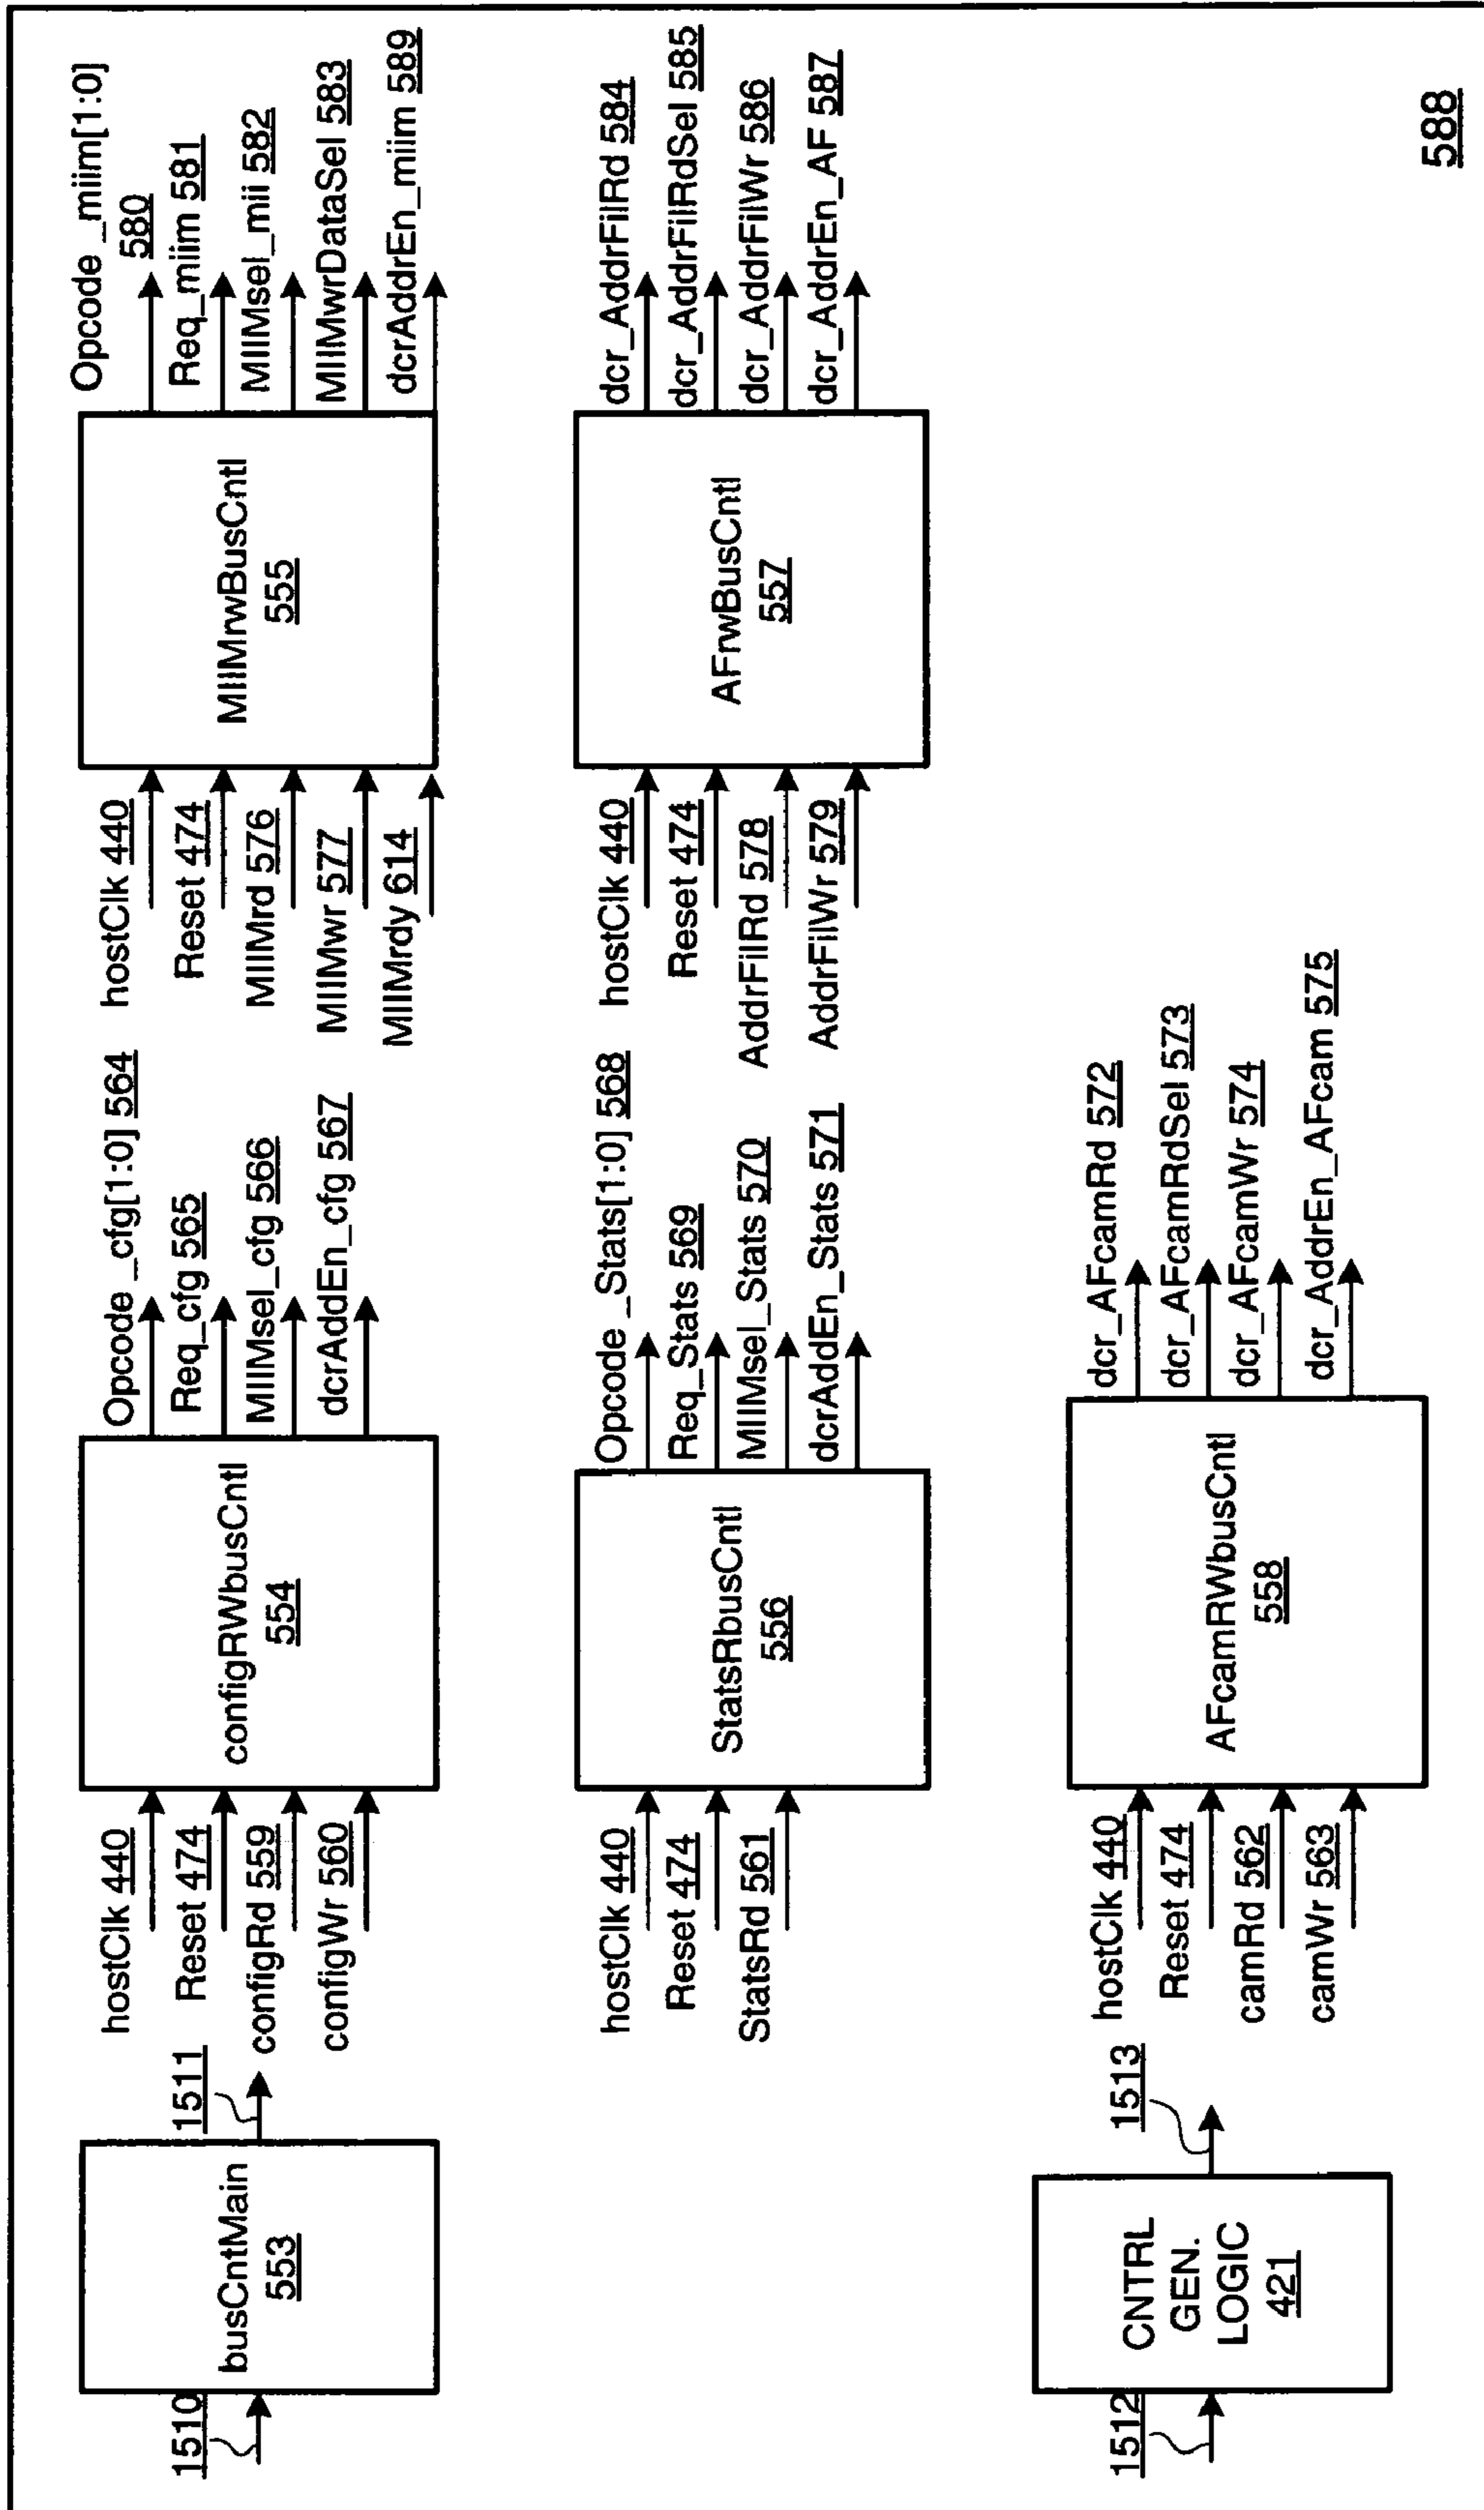 busCntMain
553
1510
1511
hostClk 440
Reset 474
configRd 559
configWr 560
configRWbusCntl
554
Opcode _cfg[1:0] 564
Req_cfg 565
MIIMsel_cfg 566
dcrAddEn_cfg 567
hostClk 440
Reset 474
MIIMrd 576
MIIMwr 577
MIIMrdy 614
MIIMrwBusCntl
555
Opcode _miim[1:0]
580
Req_miim 581
MIIMsel_mii 582
MIIMwrDataSel 583
dcrAddrEn_miim 589
hostClk 440
Reset 474
StatsRd 561
StatsRbusCntl
556
Opcode _Stats[1:0] 568
Req_Stats 569
MIIMsel_Stats 570
dcrAddEn_Stats 571
hostClk 440
Reset 474
AddrFilRd 578
AddrFilWr 579
AFrwBusCntl
557
dcr_AddrFilRd 584
dcr_AddrFilRdSel 585
dcr_AddrFilWr 586
dcr_AddrEn_AF 587
1512
CNTRL
GEN.
LOGIC
421
1513
hostClk 440
Reset 474
camRd 562
camWr 563
AFcamRWbusCntl
558
dcr_AFcamRd 572
dcr_AFcamRdSel 573
dcr_AFcamWr 574
dcr_AddrEn_AFcam 575
588